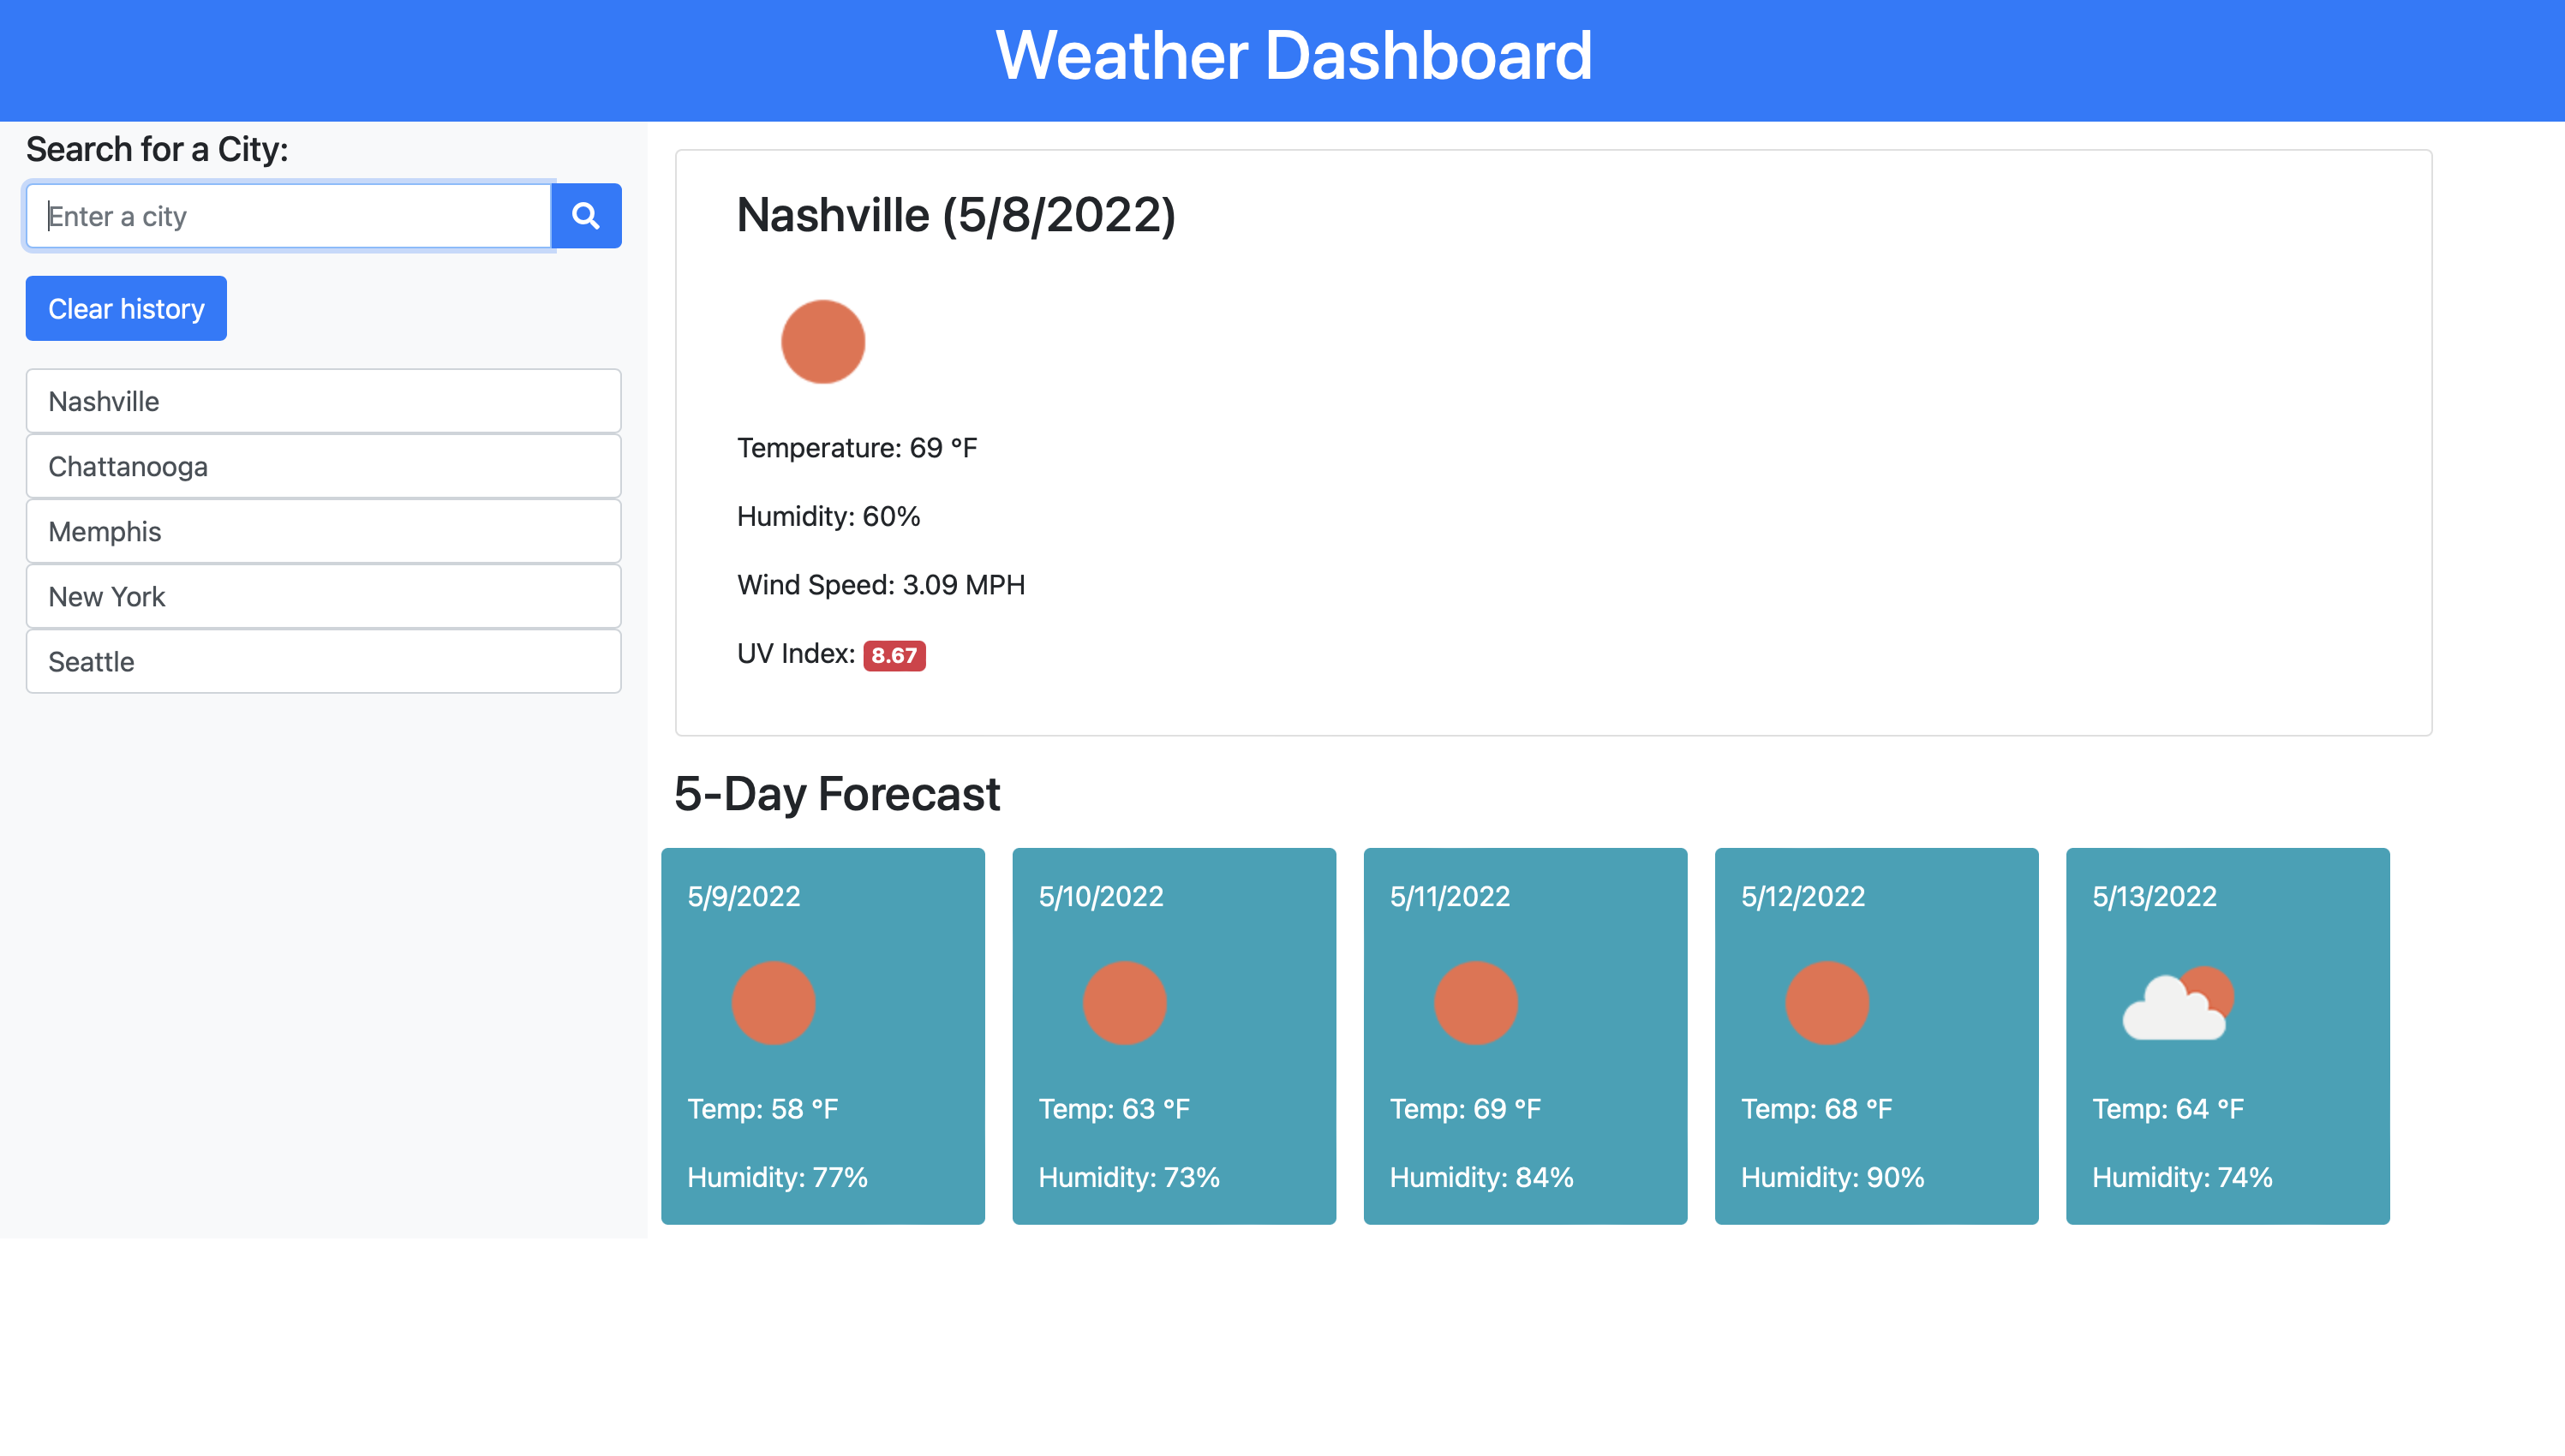 Weather Dashboard
Search for a City:
Enter a city
Clear history
Nashville
Chattanooga
Memphis
New York
Seattle
Nashville (5/8/2022)
Temperature: 69 °F
Humidity: 60%
Wind Speed: 3.09 MPH
UV Index: 8.67
5-Day Forecast
5/9/2022
Temp: 58 °F
Humidity: 77%
5/10/2022
Temp: 63 °F
Humidity: 73%
5/11/2022
Temp: 69 °F
Humidity: 84%
5/12/2022
Temp: 68 °F
Humidity: 90%
5/13/2022
Temp: 64 °F
Humidity: 74%